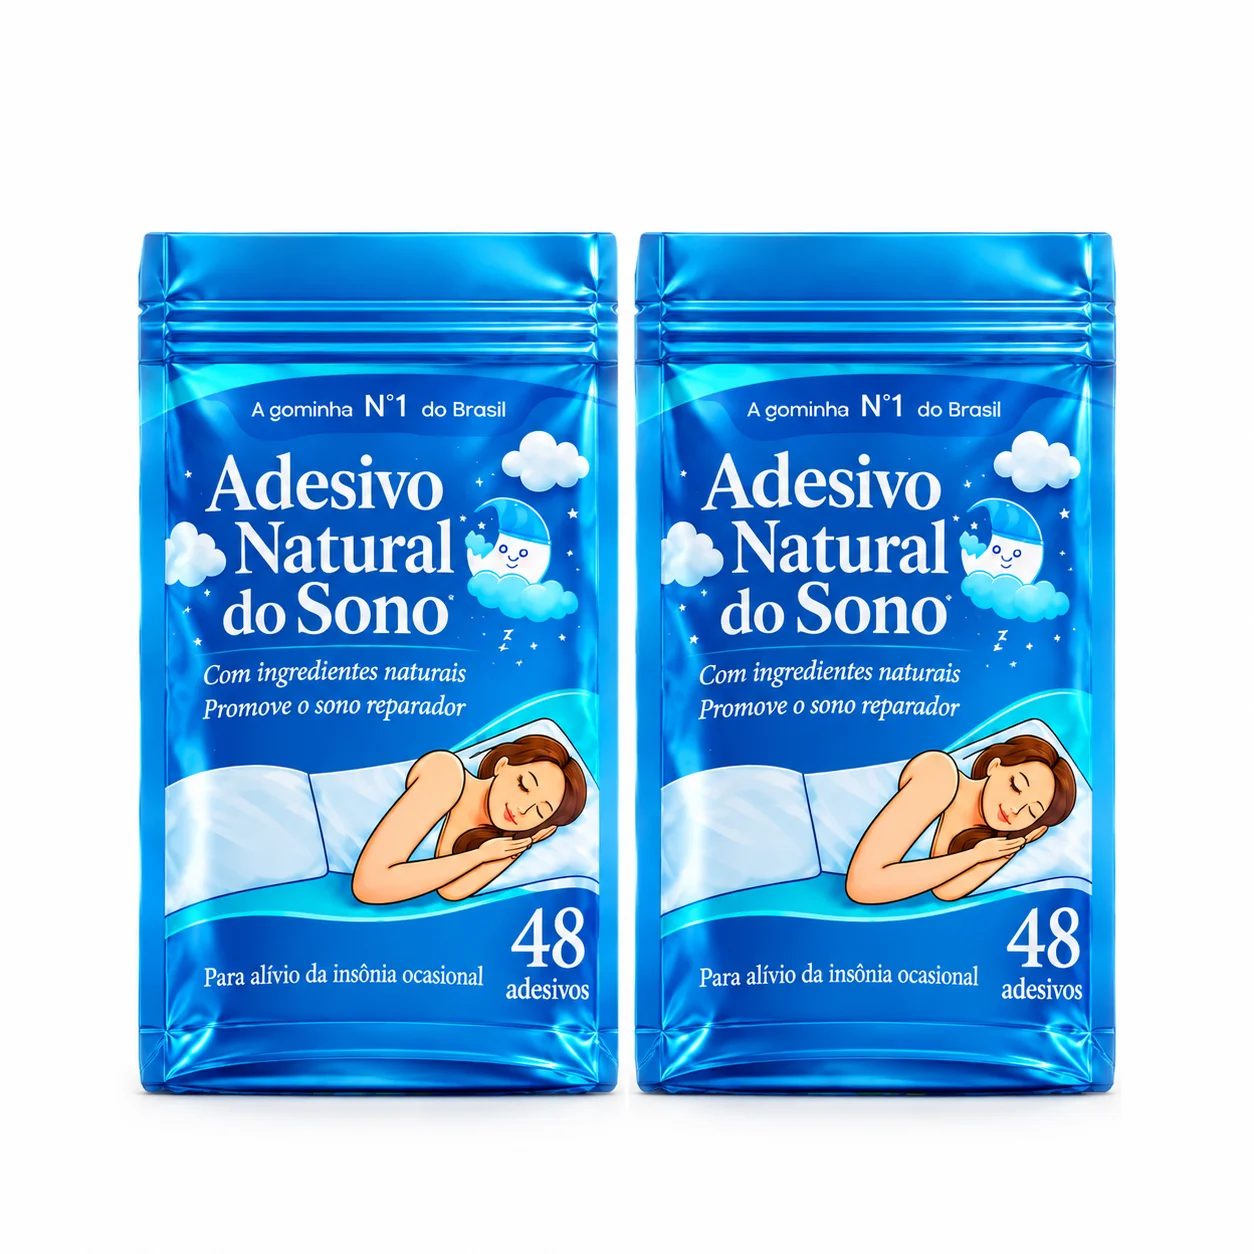 A gominha N°1 do Brasil
Adesivo
Natural
do Sono
Com ingredientes naturais
Promove o sono reparador
Para alívio da insônia ocasional
48
adesivos
A gominha N°1 do Brasil
Adesivo
Natural
do Sono
Com ingredientes naturais
Promove o sono reparador
Para alívio da insônia ocasional
48
adesivos